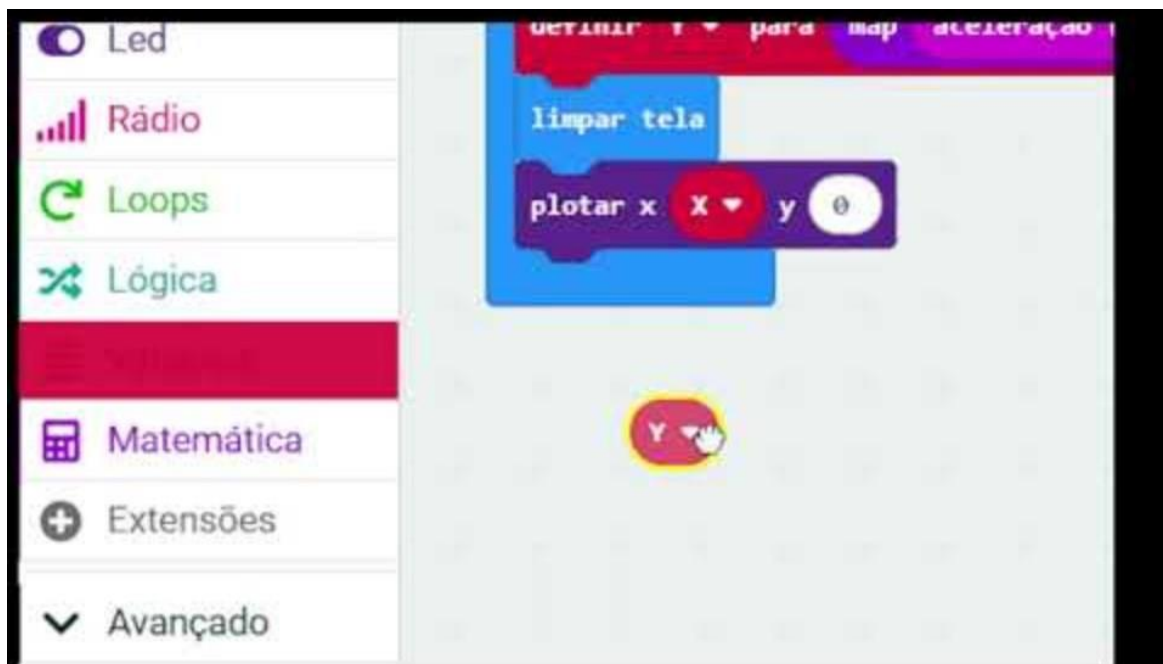 Led
Rádio
Loops
Lógica
Matemática
Extensões
Avançado
definir Y para map aceleração
limpar tela
plotar x X y 0
Y